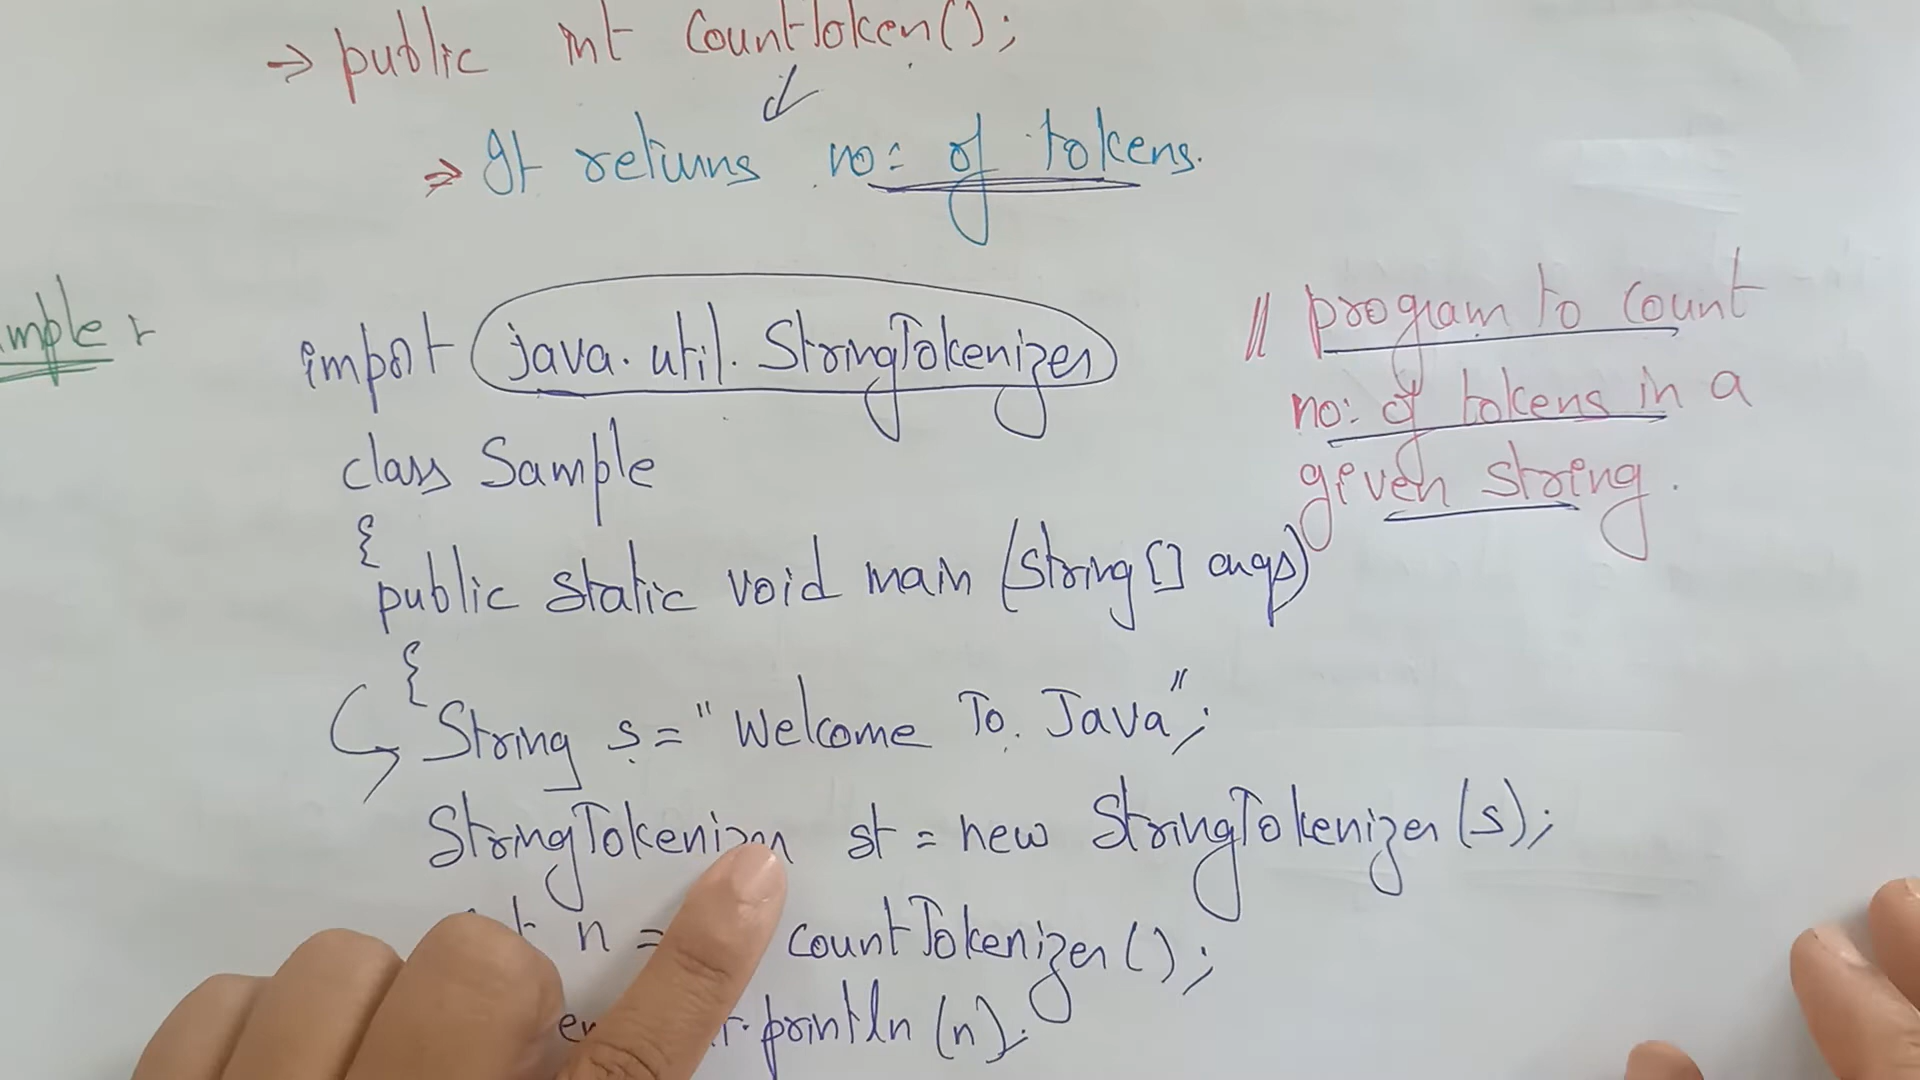 → public int CountToken();
⇒ It returns no: of tokens.
import java.util.StringTokenizer
// program to count
no: of tokens in a
given string.
class Sample
{
public static void main (String[] args)
{
String s = "Welcome To Java";
StringTokenizer st = new StringTokenizer(s);
n = countTokenizer();
println(n);